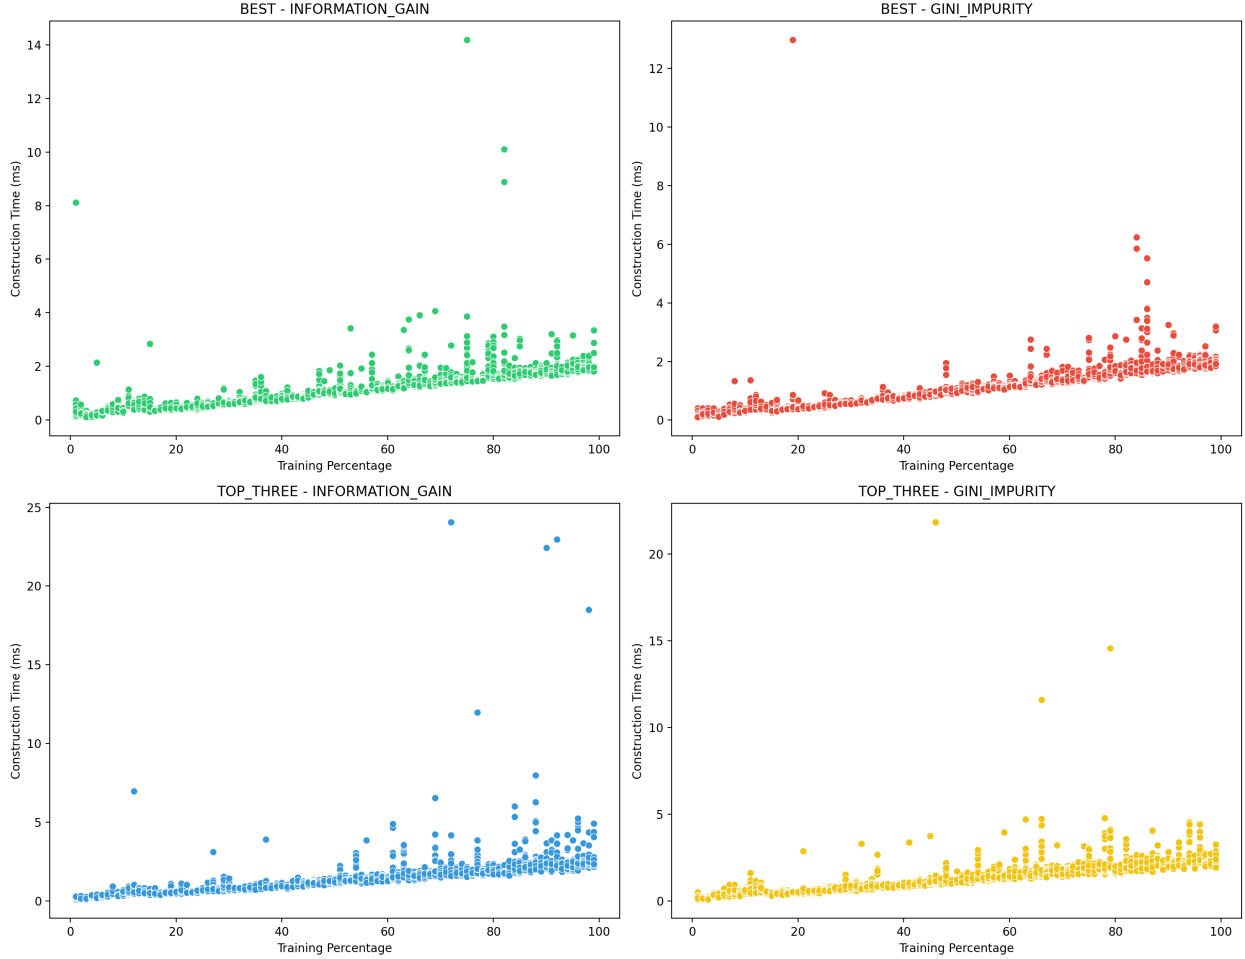 BEST - INFORMATION_GAIN
14
12
10
8
6
4
2
0
Construction Time (ms)
0 20 40 60 80 100
Training Percentage
BEST - GINI_IMPURITY
12
10
8
6
4
2
0
Construction Time (ms)
0 20 40 60 80 100
Training Percentage
TOP_THREE - INFORMATION_GAIN
25
20
15
10
5
0
Construction Time (ms)
0 20 40 60 80 100
Training Percentage
TOP_THREE - GINI_IMPURITY
20
15
10
5
0
Construction Time (ms)
0 20 40 60 80 100
Training Percentage